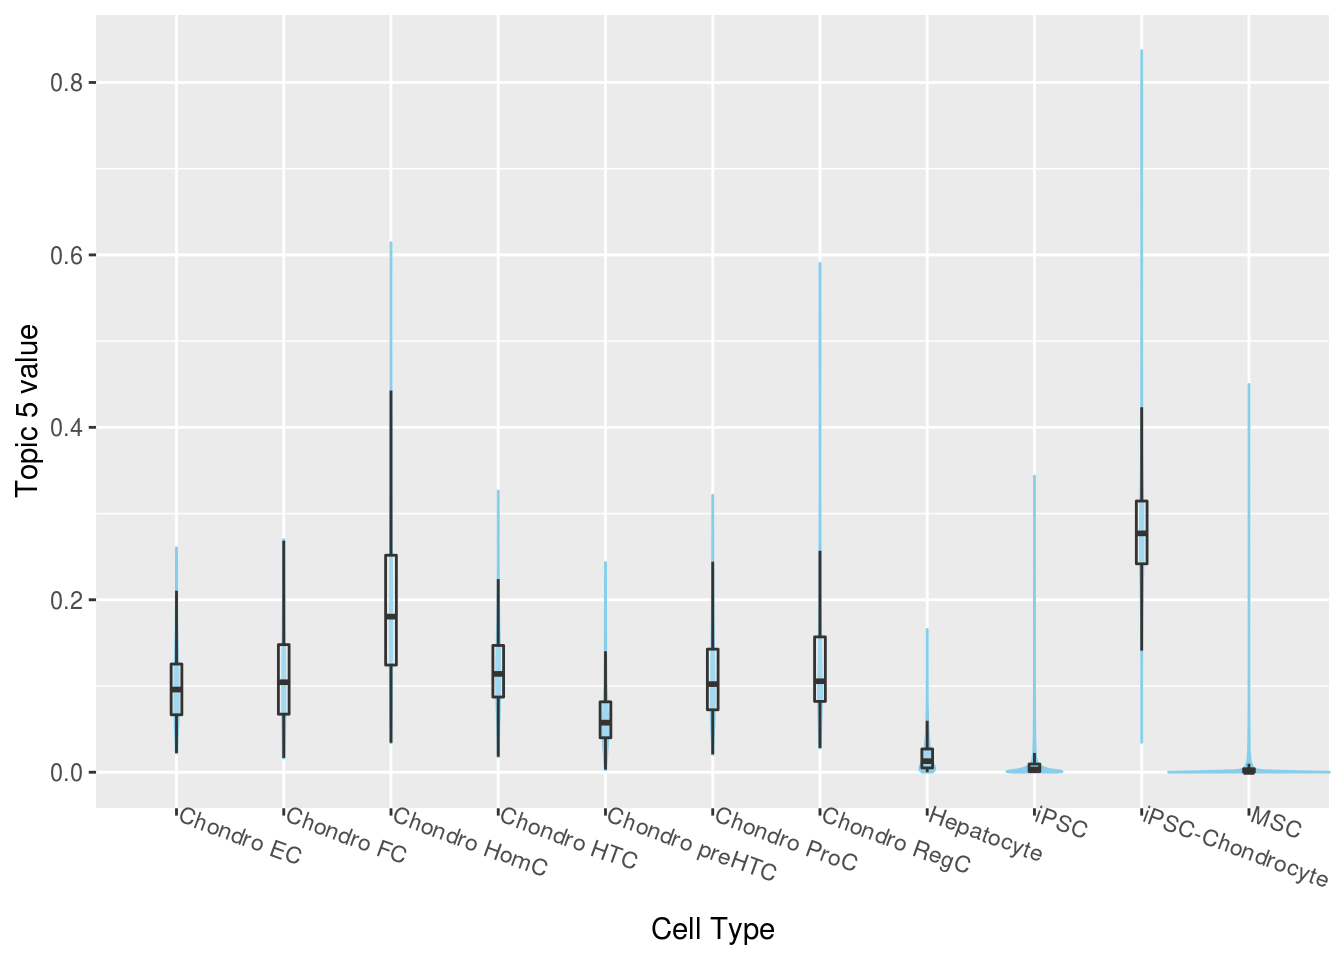 0.8
0.6
0.4
0.2
0.0
Topic 5 value
Chondro EC
Chondro FC
Chondro HomC
Chondro HTC
Chondro preHTC
Chondro ProC
Chondro RegC
Hepatocyte
iPSC
iPSC-Chondrocyte
MSC
Cell Type